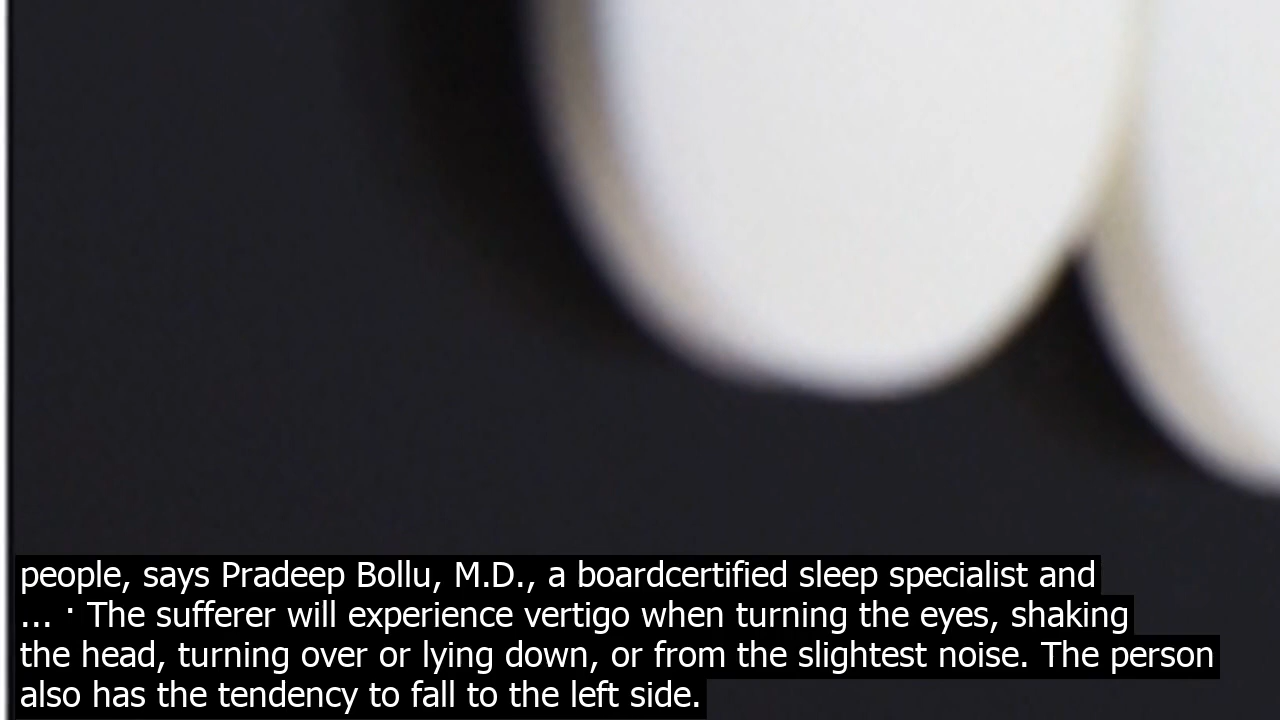 people, says Pradeep Bollu, M.D., a boardcertified sleep specialist and
... · The sufferer will experience vertigo when turning the eyes, shaking
the head, turning over or lying down, or from the slightest noise. The person
also has the tendency to fall to the left side.